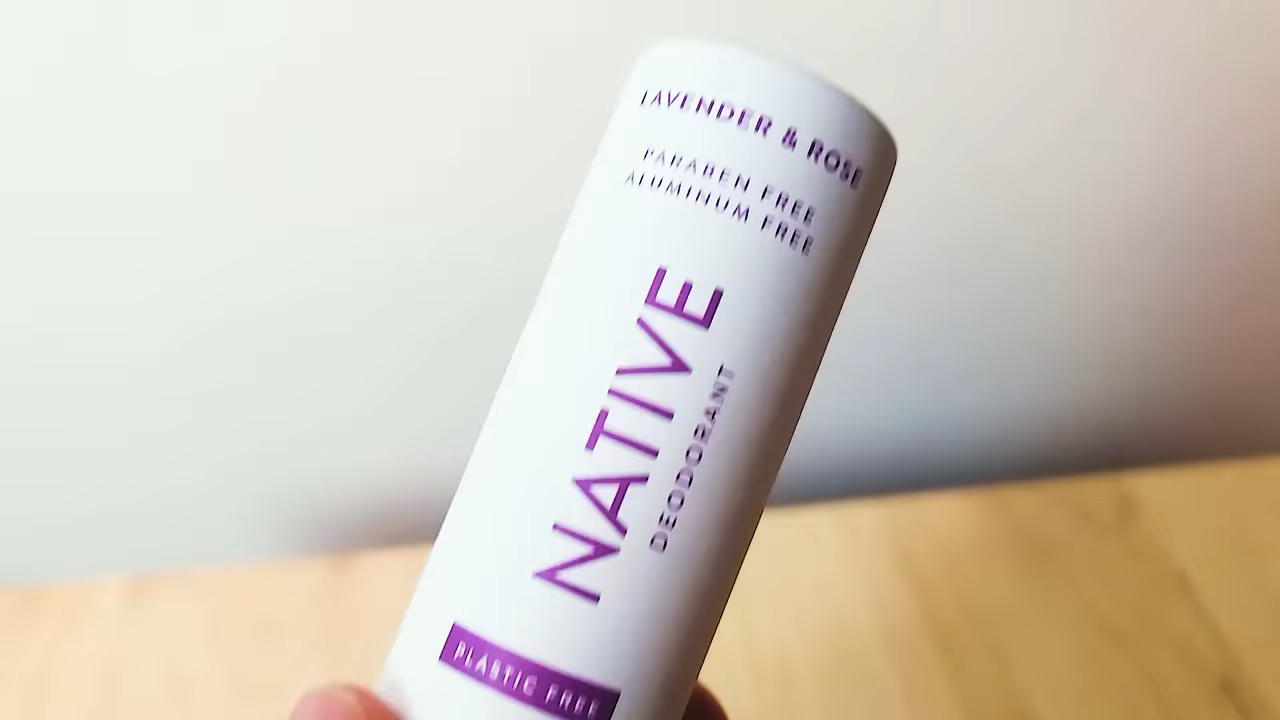 LAVENDER & ROSE
PARABEN FREE
ALUMINUM FREE
NATIVE
DEODORANT
PLASTIC FREE